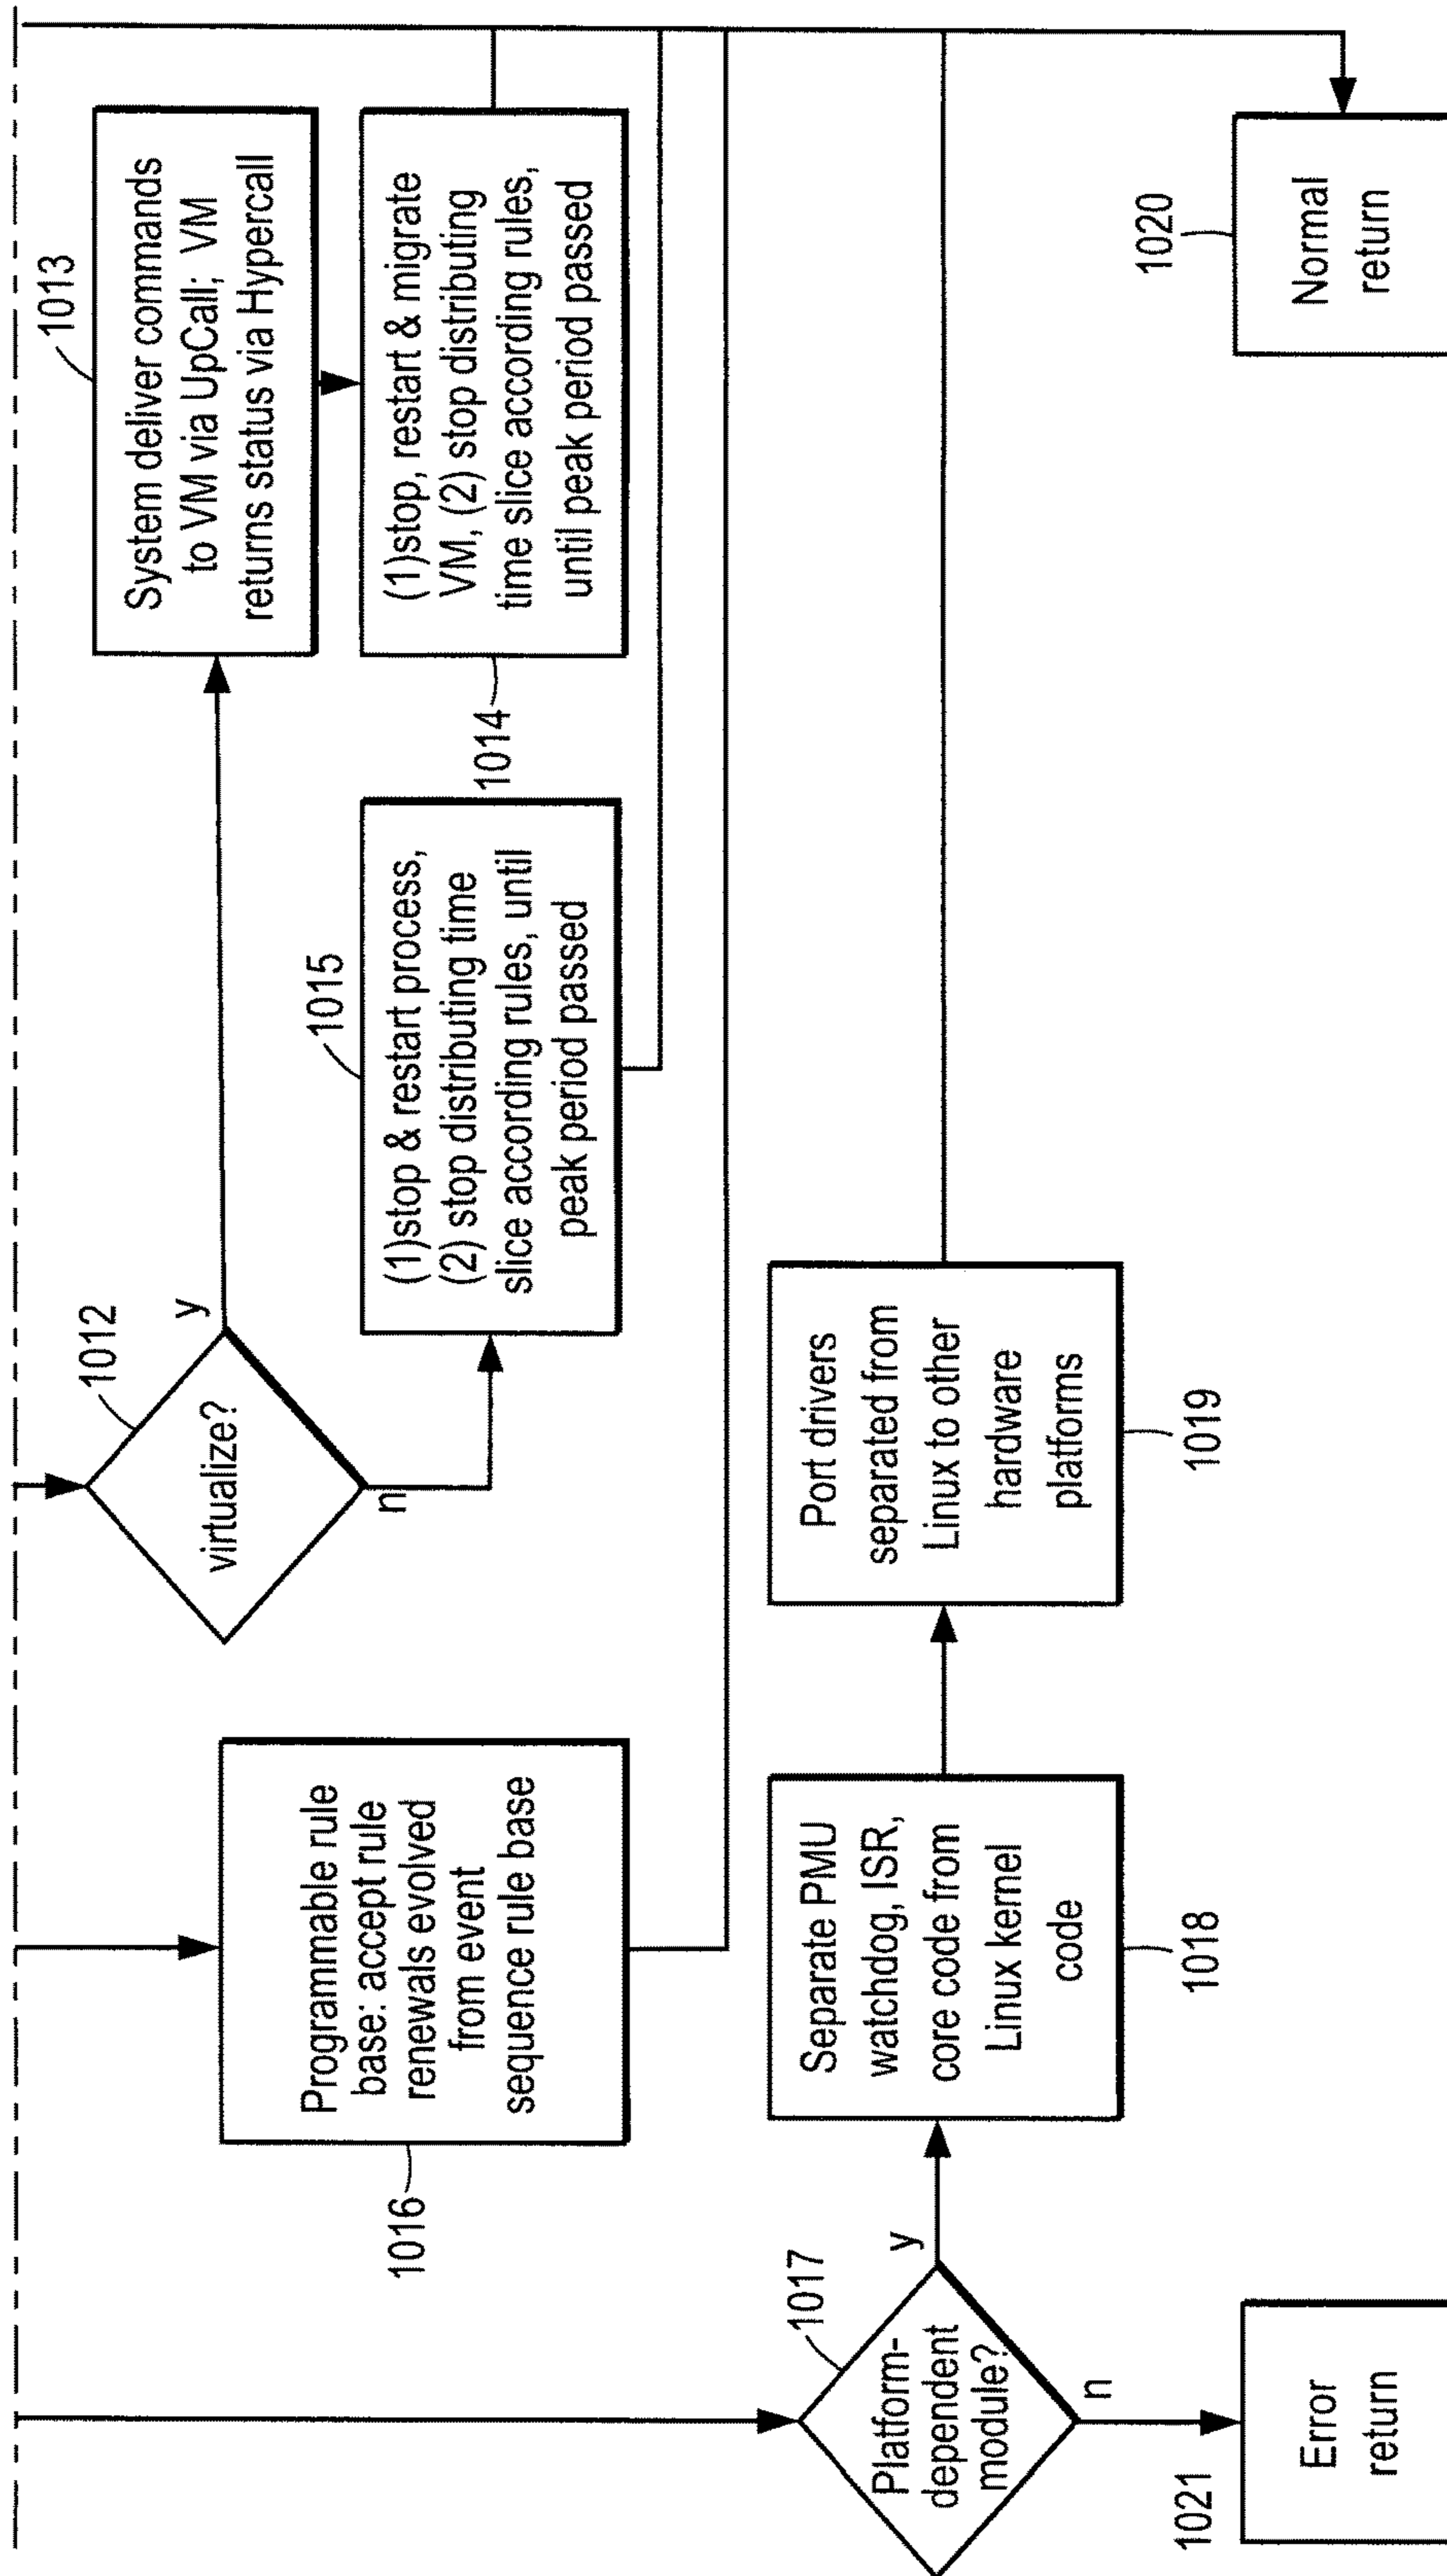 1012
virtualize?
y
n
1013
System deliver commands
to VM via UpCall; VM
returns status via Hypercall
1014
(1)stop, restart & migrate
VM, (2) stop distributing
time slice according rules,
until peak period passed
1015
(1)stop & restart process,
(2) stop distributing time
slice according rules, until
peak period passed
1016
Programmable rule
base: accept rule
renewals evolved
from event
sequence rule base
1017
Platform-
dependent
module?
y
n
1018
Separate PMU
watchdog, ISR,
core code from
Linux kernel
code
1019
Port drivers
separated from
Linux to other
hardware
platforms
1020
Normal
return
1021
Error
return